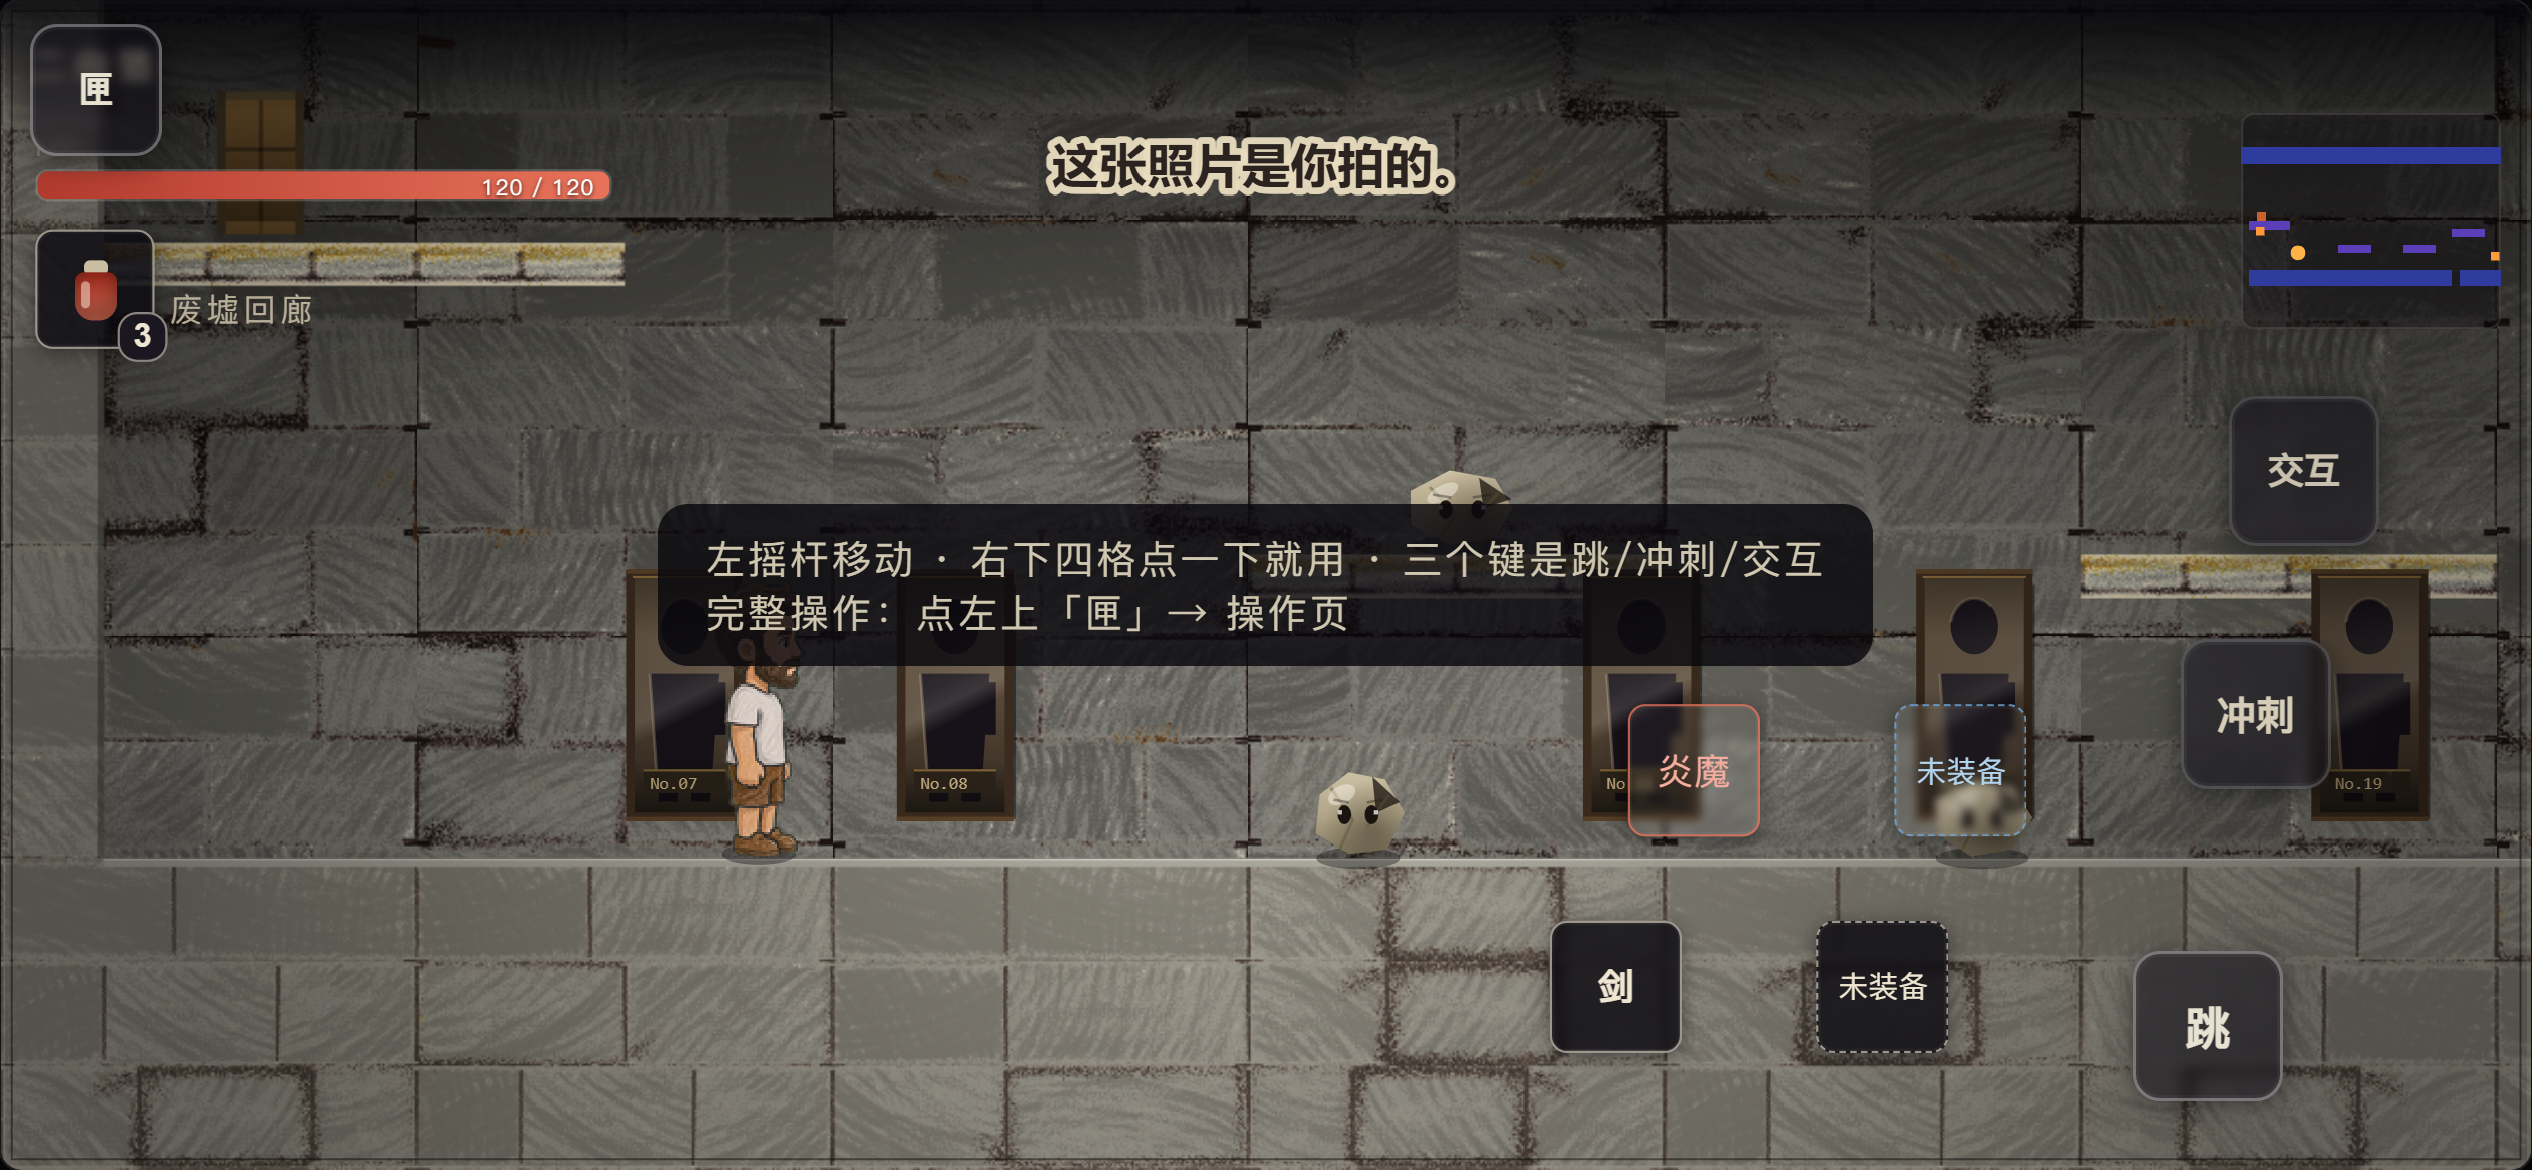 匣
这张照片是你拍的。
120 / 120
3
废墟回廊
交互
左摇杆移动 · 右下四格点一下就用 · 三个键是跳/冲刺/交互
完整操作：点左上「匣」→ 操作页
冲刺
No.07
No.08
No
炎魔
未装备
No.19
剑
未装备
跳